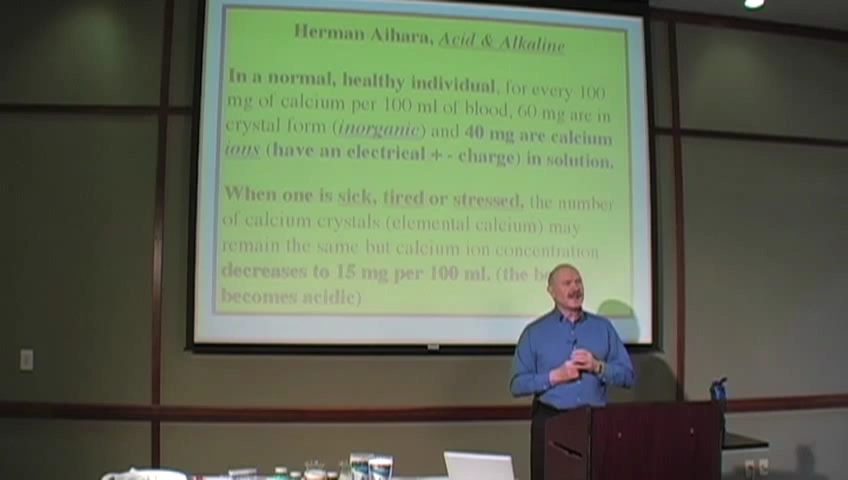 Herman Aihara, Acid & Alkaline
In a normal, healthy individual, for every 100
mg of calcium per 100 ml of blood, 60 mg are in
crystal form (inorganic) and 40 mg are calcium
ions (have an electrical + - charge) in solution.
When one is sick, tired or stressed, the number
of calcium crystals (elemental calcium) may
remain the same but calcium ion concentration
decreases to 15 mg per 100 ml. (the
becomes acidic)